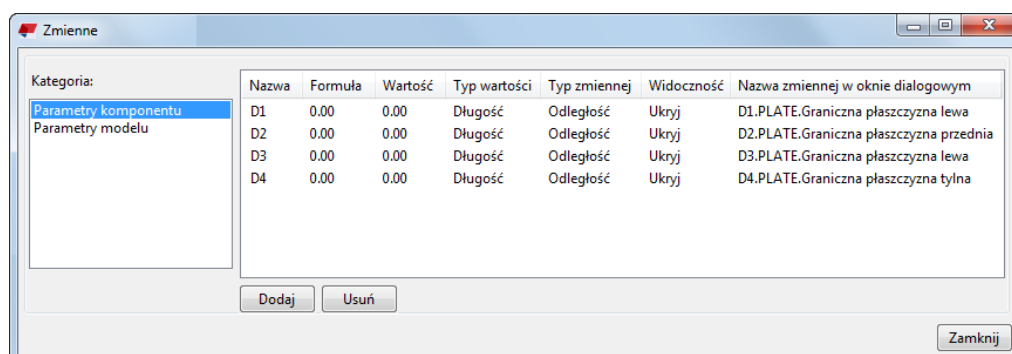 Zmienne
Kategoria:
Parametry komponentu
Parametry modelu
Nazwa Formuła Wartość Typ wartości Typ zmiennej Widoczność Nazwa zmiennej w oknie dialogowym
D1 0.00 0.00 Długość Odległość Ukryj D1.PLATE.Graniczna płaszczyzna lewa
D2 0.00 0.00 Długość Odległość Ukryj D2.PLATE.Graniczna płaszczyzna przednia
D3 0.00 0.00 Długość Odległość Ukryj D3.PLATE.Graniczna płaszczyzna lewa
D4 0.00 0.00 Długość Odległość Ukryj D4.PLATE.Graniczna płaszczyzna tylna
Dodaj Usuń
Zamknij